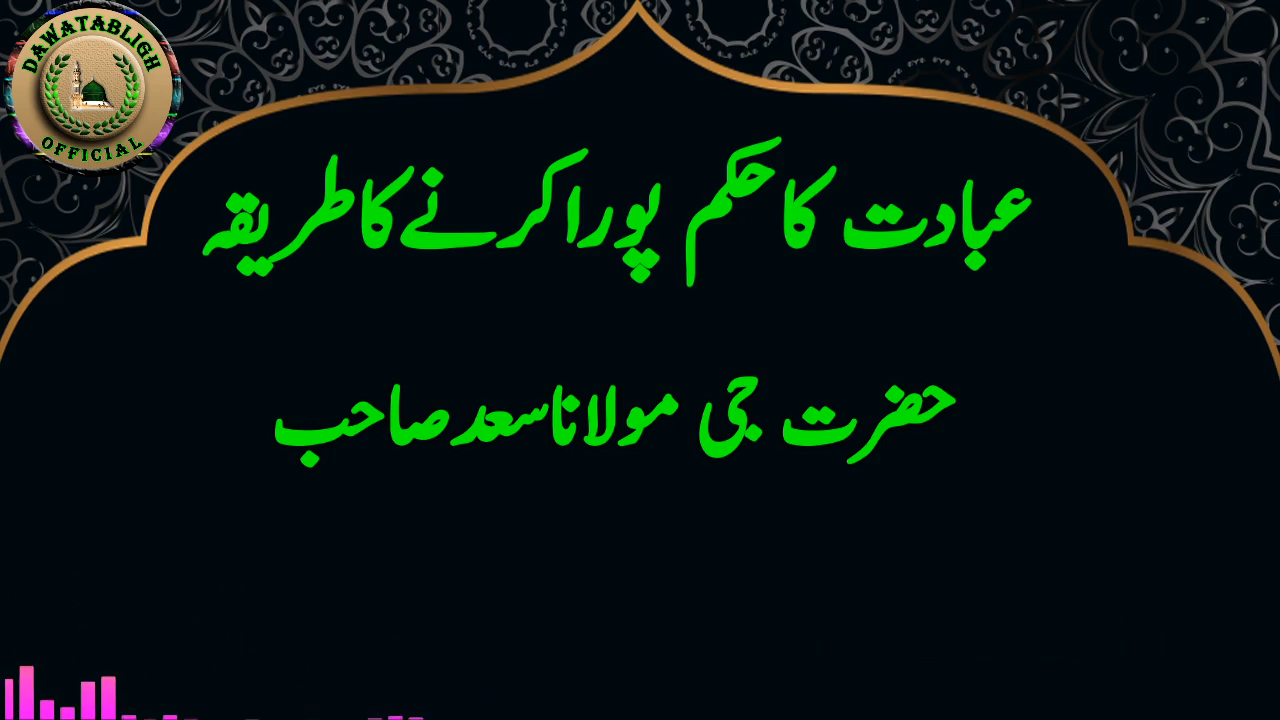 DAWATABLIGH
OFFICIAL
عبادت کا حکم پورا کرنے کا طریقہ
حضرت جی مولانا سعد صاحب